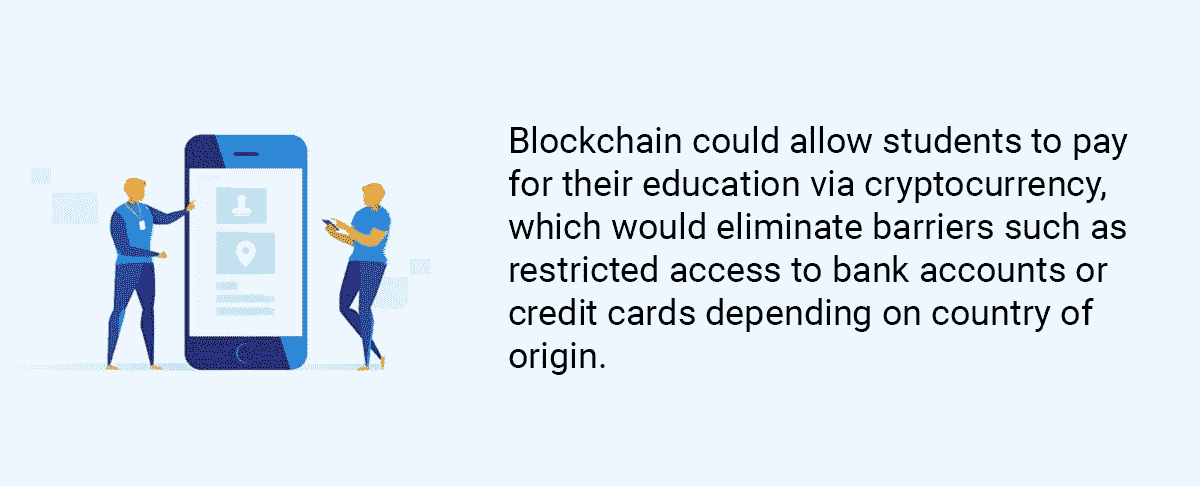 Blockchain could allow students to pay
for their education via cryptocurrency,
which would eliminate barriers such as
restricted access to bank accounts or
credit cards depending on country of
origin.